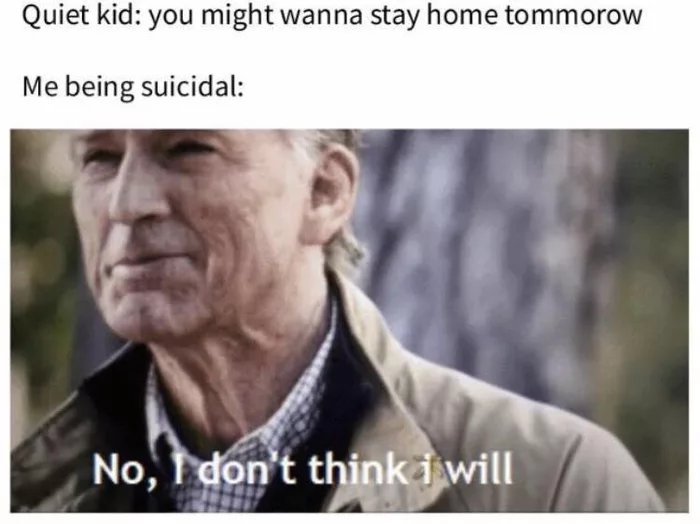 Quiet kid: you might wanna stay home tommorow
Me being suicidal:
No, I don't think i will